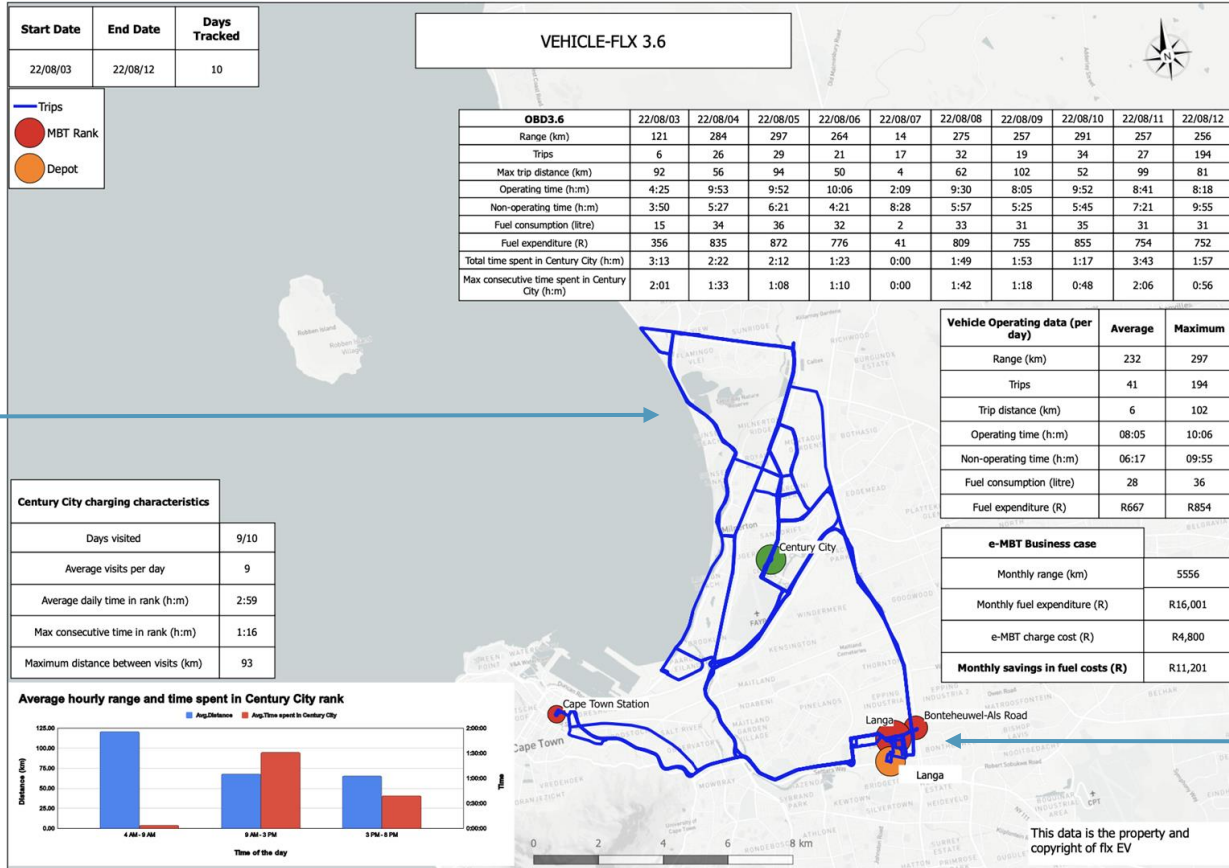 Start Date End Date Days Tracked
22/08/03 22/08/12 10
Trips
MBT Rank
Depot
VEHICLE-FLX 3.6
N
OBD3.6 22/08/03 22/08/04 22/08/05 22/08/06 22/08/07 22/08/08 22/08/09 22/08/10 22/08/11 22/08/12
Range (km) 121 284 297 264 14 275 257 291 257 256
Trips 6 26 29 21 17 32 19 34 27 194
Max trip distance (km) 92 56 94 50 4 62 102 52 99 81
Operating time (h:m) 4:25 9:53 9:52 10:06 2:09 9:30 8:05 9:52 8:41 8:18
Non-operating time (h:m) 3:50 5:27 6:21 4:21 8:28 5:57 5:25 5:45 7:21 9:55
Fuel consumption (litre) 15 34 36 32 2 33 31 35 31 31
Fuel expenditure (R) 356 835 872 776 41 809 755 855 754 752
Total time spent in Century City (h:m) 3:13 2:22 2:12 1:23 0:00 1:49 1:53 1:17 3:43 1:57
Max consecutive time spent in Century City (h:m) 2:01 1:33 1:08 1:10 0:00 1:42 1:18 0:48 2:06 0:56
Vehicle Operating data (per day) Average Maximum
Range (km) 232 297
Trips 41 194
Trip distance (km) 6 102
Operating time (h:m) 08:05 10:06
Non-operating time (h:m) 06:17 09:55
Fuel consumption (litre) 28 36
Fuel expenditure (R) R667 R854
e-MBT Business case
Monthly range (km) 5556
Monthly fuel expenditure (R) R16,001
e-MBT charge cost (R) R4,800
Monthly savings in fuel costs (R) R11,201
Century City charging characteristics
Days visited 9/10
Average visits per day 9
Average daily time in rank (h:m) 2:59
Max consecutive time in rank (h:m) 1:16
Maximum distance between visits (km) 93
Average hourly range and time spent in Century City rank
Avg.Distance Avg.Time spent in Century City
Distance (km)
125.00
100.00
75.00
50.00
25.00
0.00
2:00:00
1:30:00
1:00:00
0:30:00
0:00:00
Time
4 AM - 9 AM 9 AM - 3 PM 3 PM - 8 PM
Time of the day
Robben Island
SUNRIDGE
RICHWOOD
BOTHASIG
EDGEMEAD
Milnerton
Century City
WINDERMERE
KENSINGTON
MAITLAND
THORNTON
Cape Town Station
Cape Town
MOWBRAY
Langa
Bonteheuwel-Als Road
Langa
KEWTOWN
SILVERTOWN
HEIDEVELD
ATHLONE
CPT
0 2 4 6 8 km
This data is the property and
copyright of flx EV